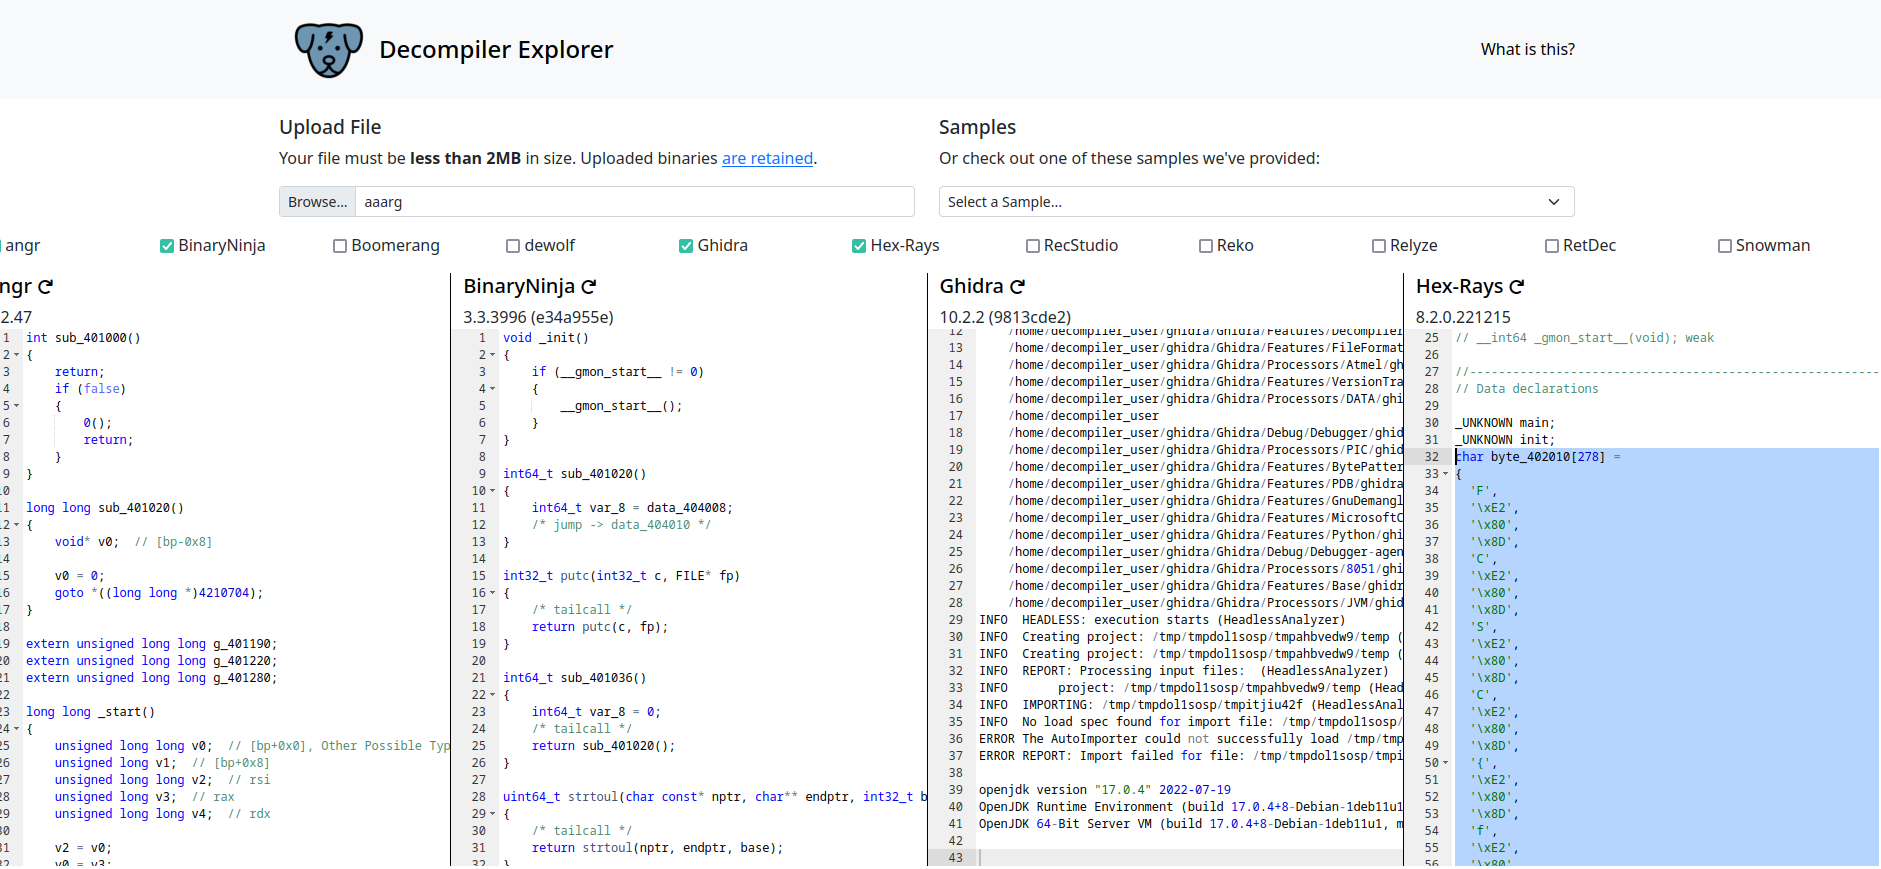 Decompiler Explorer
What is this?
Upload File
Your file must be less than 2MB in size. Uploaded binaries are retained.
Browse... aaarg
Samples
Or check out one of these samples we've provided:
Select a Sample...
angr BinaryNinja Boomerang dewolf Ghidra Hex-Rays RecStudio Reko Relyze RetDec Snowman
ngr
2.47
1 int sub_401000()
2 {
3 return;
4 if (false)
5 {
6 0();
7 return;
8 }
9 }
10
11 long long sub_401020()
12 {
13 void* v0; // [bp-0x8]
14
15 v0 = 0;
16 goto *((long long *)4210704);
17 }
18
19 extern unsigned long long g_401190;
20 extern unsigned long long g_401220;
21 extern unsigned long long g_401280;
22
23 long long _start()
24 {
25 unsigned long long v0; // [bp+0x0], Other Possible Typ
26 unsigned long v1; // [bp+0x8]
27 unsigned long long v2; // rsi
28 unsigned long v3; // rax
29 unsigned long long v4; // rdx
30
31 v2 = v0;
32 v0 = v3;
BinaryNinja
3.3.3996 (e34a955e)
1 void _init()
2 {
3 if (__gmon_start__ != 0)
4 {
5 __gmon_start__();
6 }
7 }
8
9 int64_t sub_401020()
10 {
11 int64_t var_8 = data_404008;
12 /* jump -> data_404010 */
13 }
14
15 int32_t putc(int32_t c, FILE* fp)
16 {
17 /* tailcall */
18 return putc(c, fp);
19 }
20
21 int64_t sub_401036()
22 {
23 int64_t var_8 = 0;
24 /* tailcall */
25 return sub_401020();
26 }
27
28 uint64_t strtoul(char const* nptr, char** endptr, int32_t b
29 {
30 /* tailcall */
31 return strtoul(nptr, endptr, base);
32 }
Ghidra
10.2.2 (9813cde2)
12 /home/decompiler_user/ghidra/Ghidra/Features/Decompiler
13 /home/decompiler_user/ghidra/Ghidra/Features/FileFormat
14 /home/decompiler_user/ghidra/Ghidra/Processors/Atmel/gh
15 /home/decompiler_user/ghidra/Ghidra/Features/VersionTra
16 /home/decompiler_user/ghidra/Ghidra/Processors/DATA/ghi
17 /home/decompiler_user
18 /home/decompiler_user/ghidra/Ghidra/Debug/Debugger/ghid
19 /home/decompiler_user/ghidra/Ghidra/Processors/PIC/ghid
20 /home/decompiler_user/ghidra/Ghidra/Features/BytePatter
21 /home/decompiler_user/ghidra/Ghidra/Features/PDB/ghidra
22 /home/decompiler_user/ghidra/Ghidra/Features/GnuDemangl
23 /home/decompiler_user/ghidra/Ghidra/Features/MicrosoftC
24 /home/decompiler_user/ghidra/Ghidra/Features/Python/ghi
25 /home/decompiler_user/ghidra/Ghidra/Debug/Debugger-agen
26 /home/decompiler_user/ghidra/Ghidra/Processors/8051/ghi
27 /home/decompiler_user/ghidra/Ghidra/Features/Base/ghidr
28 /home/decompiler_user/ghidra/Ghidra/Processors/JVM/ghid
29 INFO HEADLESS: execution starts (HeadlessAnalyzer)
30 INFO Creating project: /tmp/tmpdol1sosp/tmpahbvedw9/temp (
31 INFO Creating project: /tmp/tmpdol1sosp/tmpahbvedw9/temp (
32 INFO REPORT: Processing input files: (HeadlessAnalyzer)
33 INFO project: /tmp/tmpdol1sosp/tmpahbvedw9/temp (Head
34 INFO IMPORTING: /tmp/tmpdol1sosp/tmpitjiu42f (HeadlessAnal
35 INFO No load spec found for import file: /tmp/tmpdol1sosp/
36 ERROR The AutoImporter could not successfully load /tmp/tmp
37 ERROR REPORT: Import failed for file: /tmp/tmpdol1sosp/tmpi
38
39 openjdk version "17.0.4" 2022-07-19
40 OpenJDK Runtime Environment (build 17.0.4+8-Debian-1deb11u1
41 OpenJDK 64-Bit Server VM (build 17.0.4+8-Debian-1deb11u1, m
42
43
Hex-Rays
8.2.0.221215
25 // __int64 _gmon_start__(void); weak
26
27 //---------------------------------------------------------
28 // Data declarations
29
30 _UNKNOWN main;
31 _UNKNOWN init;
32 char byte_402010[278] =
33 {
34 'F',
35 '\xE2',
36 '\x80',
37 '\x8D',
38 'C',
39 '\xE2',
40 '\x80',
41 '\x8D',
42 'S',
43 '\xE2',
44 '\x80',
45 '\x8D',
46 'C',
47 '\xE2',
48 '\x80',
49 '\x8D',
50 '{',
51 '\xE2',
52 '\x80',
53 '\x8D',
54 'f',
55 '\xE2',
56 '\x80',